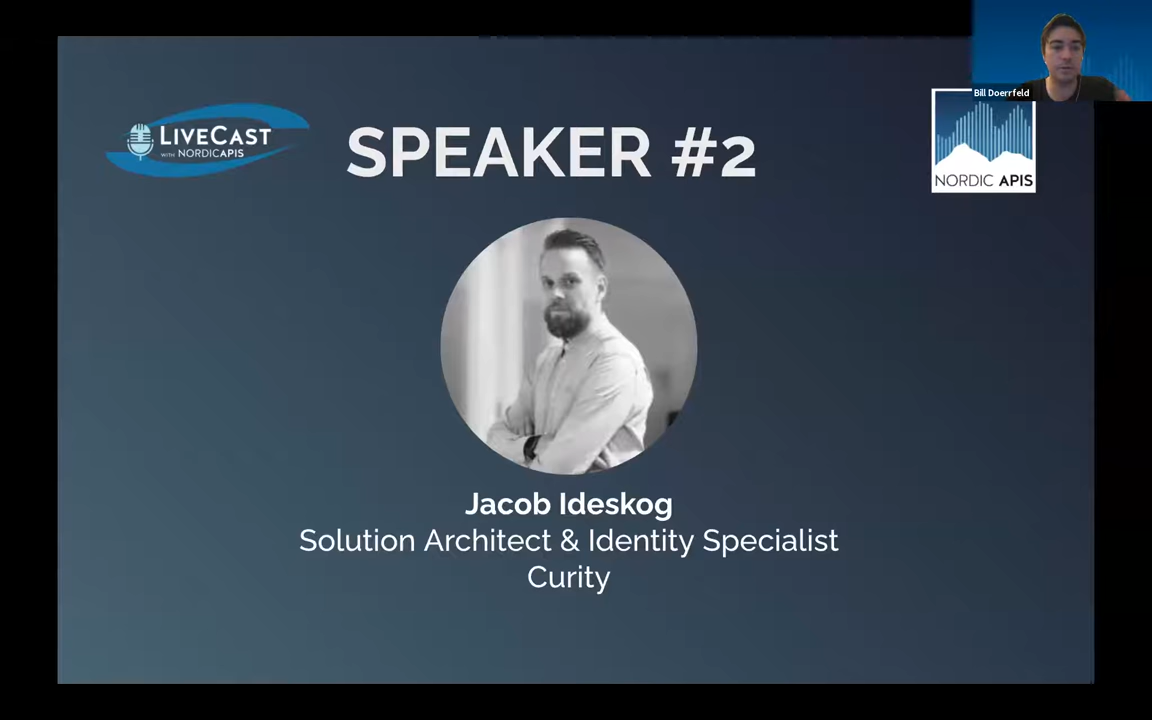 Bill Doerrfeld
LIVECAST
WITH NORDICAPIS
SPEAKER #2
NORDIC APIS
Jacob Ideskog
Solution Architect & Identity Specialist
Curity